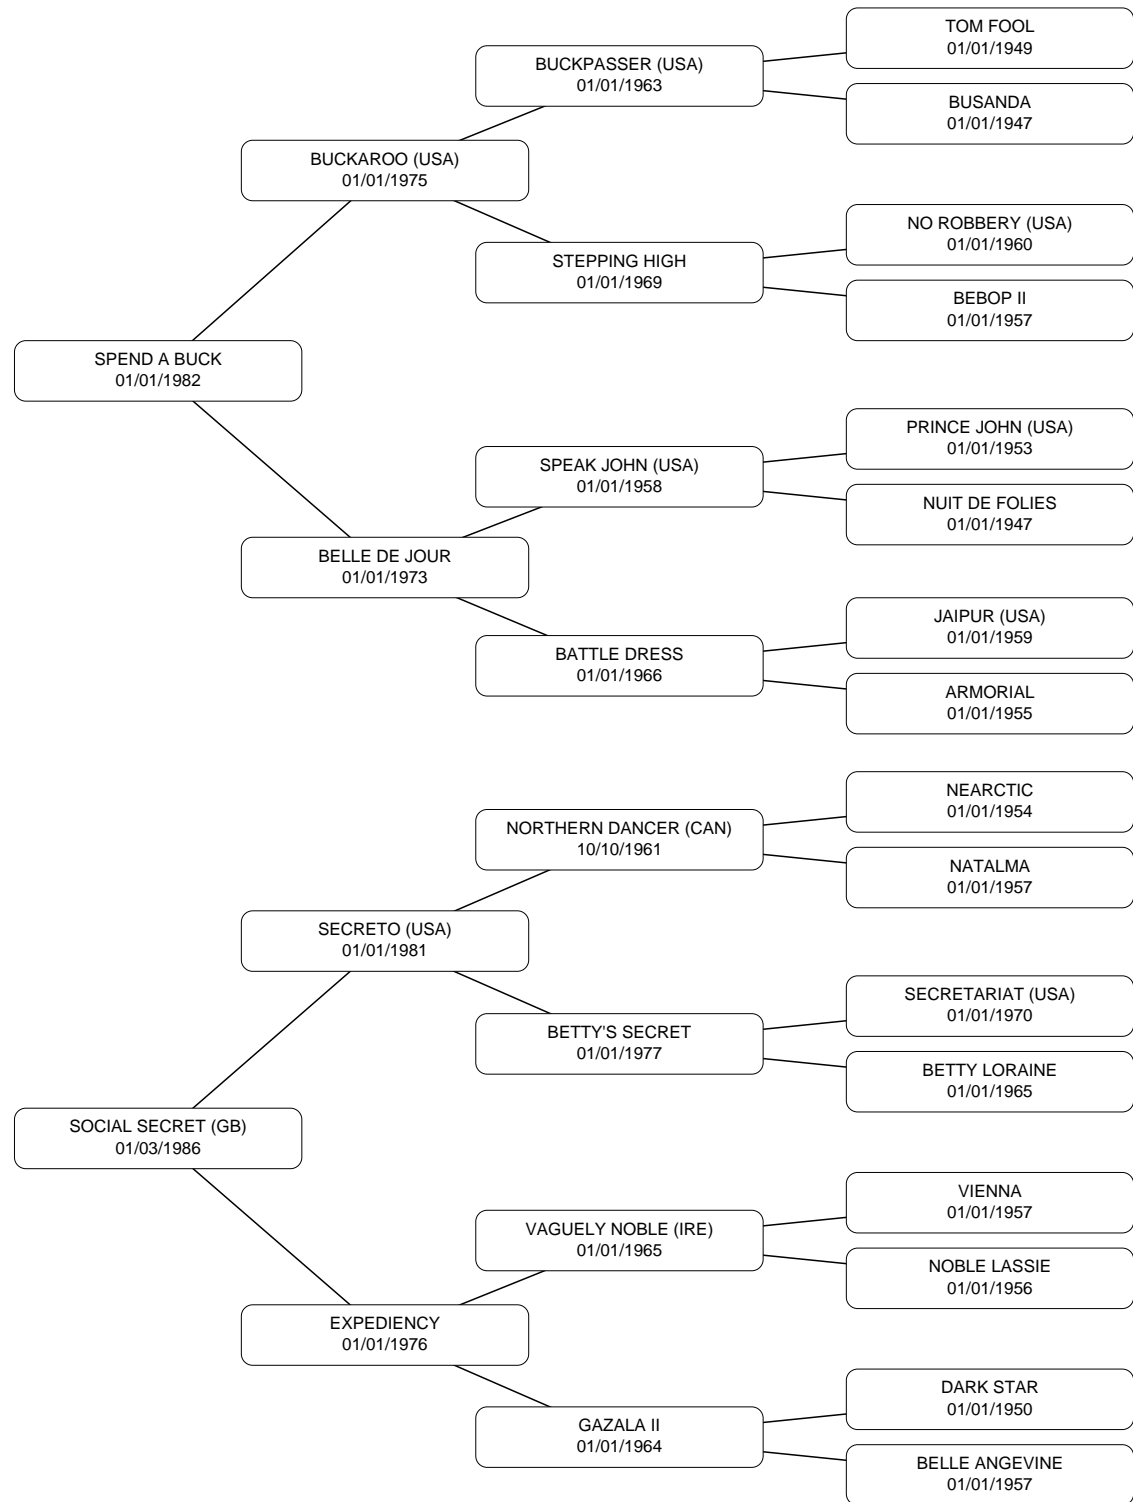 TOM FOOL
01/01/1949
BUCKPASSER (USA)
01/01/1963
BUSANDA
01/01/1947
BUCKAROO (USA)
01/01/1975
NO ROBBERY (USA)
01/01/1960
STEPPING HIGH
01/01/1969
BEBOP II
01/01/1957
SPEND A BUCK
01/01/1982
PRINCE JOHN (USA)
01/01/1953
SPEAK JOHN (USA)
01/01/1958
NUIT DE FOLIES
01/01/1947
BELLE DE JOUR
01/01/1973
JAIPUR (USA)
01/01/1959
BATTLE DRESS
01/01/1966
ARMORIAL
01/01/1955
NEARCTIC
01/01/1954
NORTHERN DANCER (CAN)
10/10/1961
NATALMA
01/01/1957
SECRETO (USA)
01/01/1981
SECRETARIAT (USA)
01/01/1970
BETTY'S SECRET
01/01/1977
BETTY LORAINE
01/01/1965
SOCIAL SECRET (GB)
01/03/1986
VIENNA
01/01/1957
VAGUELY NOBLE (IRE)
01/01/1965
NOBLE LASSIE
01/01/1956
EXPEDIENCY
01/01/1976
DARK STAR
01/01/1950
GAZALA II
01/01/1964
BELLE ANGEVINE
01/01/1957